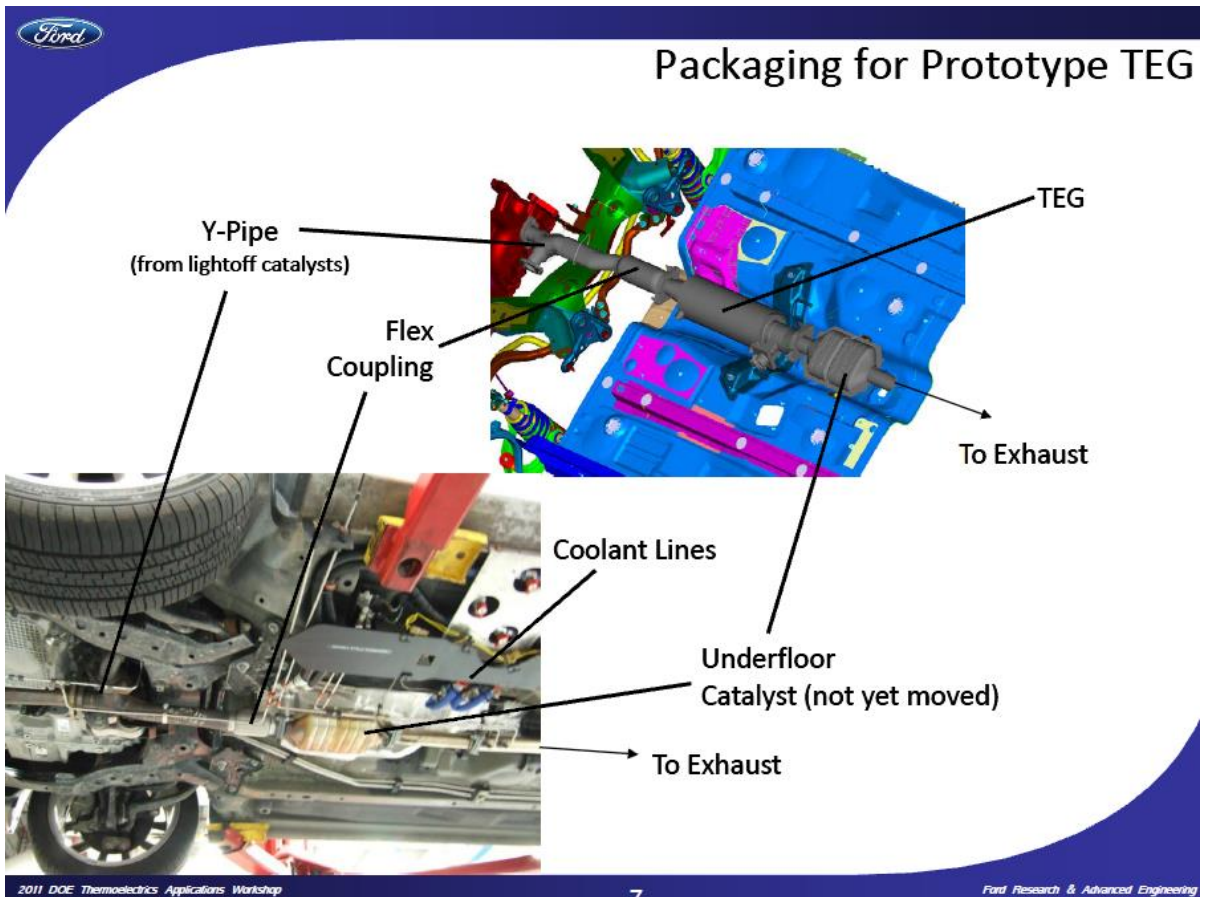 Ford
Packaging for Prototype TEG
TEG
Y-Pipe
(from lightoff catalysts)
Flex
Coupling
To Exhaust
Coolant Lines
Underfloor
Catalyst (not yet moved)
To Exhaust
2011 DOE Thermoelectrics Applications Workshop
7
Ford Research & Advanced Engineering